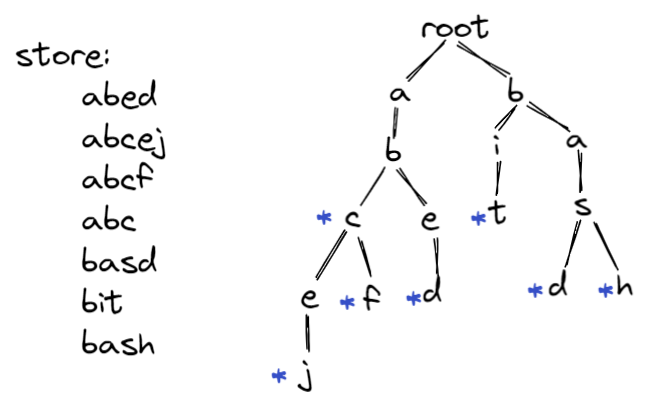 root
store:
a b
abed
b i a
abcej
abcf
* c e * t s
abc
basd
e * f * d * d * h
bit
bash
* j